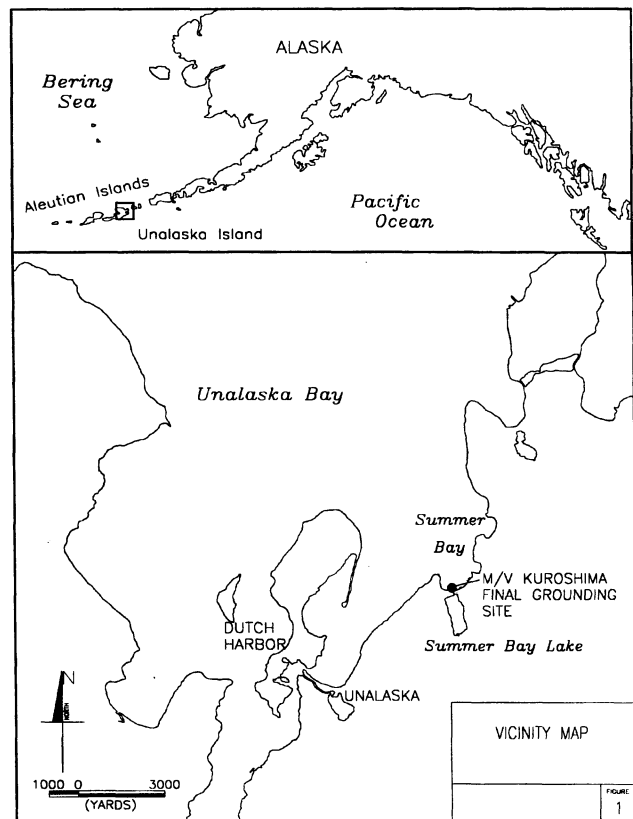 ALASKA
Bering
Sea
Aleutian Islands
Pacific
Ocean
Unalaska Island
Unalaska Bay
Summer
Bay
M/V KUROSHIMA
FINAL GROUNDING
SITE
DUTCH
HARBOR
Summer Bay Lake
UNALASKA
N
NORTH
1000 0 3000
(YARDS)
VICINITY MAP
FIGURE
1